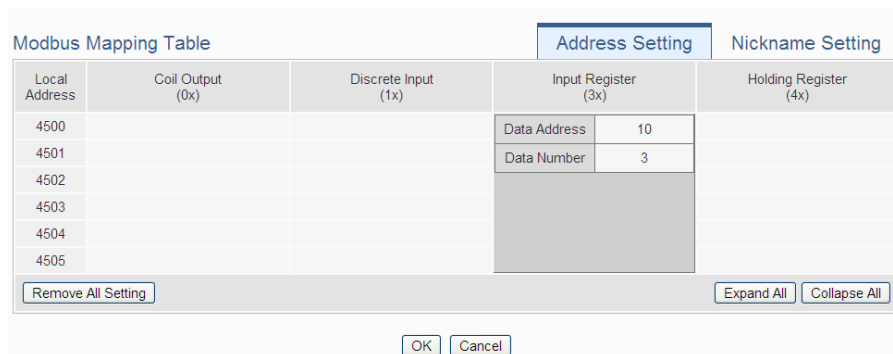 Modbus Mapping Table Address Setting Nickname Setting
Local Address Coil Output (0x) Discrete Input (1x) Input Register (3x) Holding Register (4x)
4500 Data Address 10
4501 Data Number 3
4502
4503
4504
4505
Remove All Setting Expand All Collapse All
OK Cancel